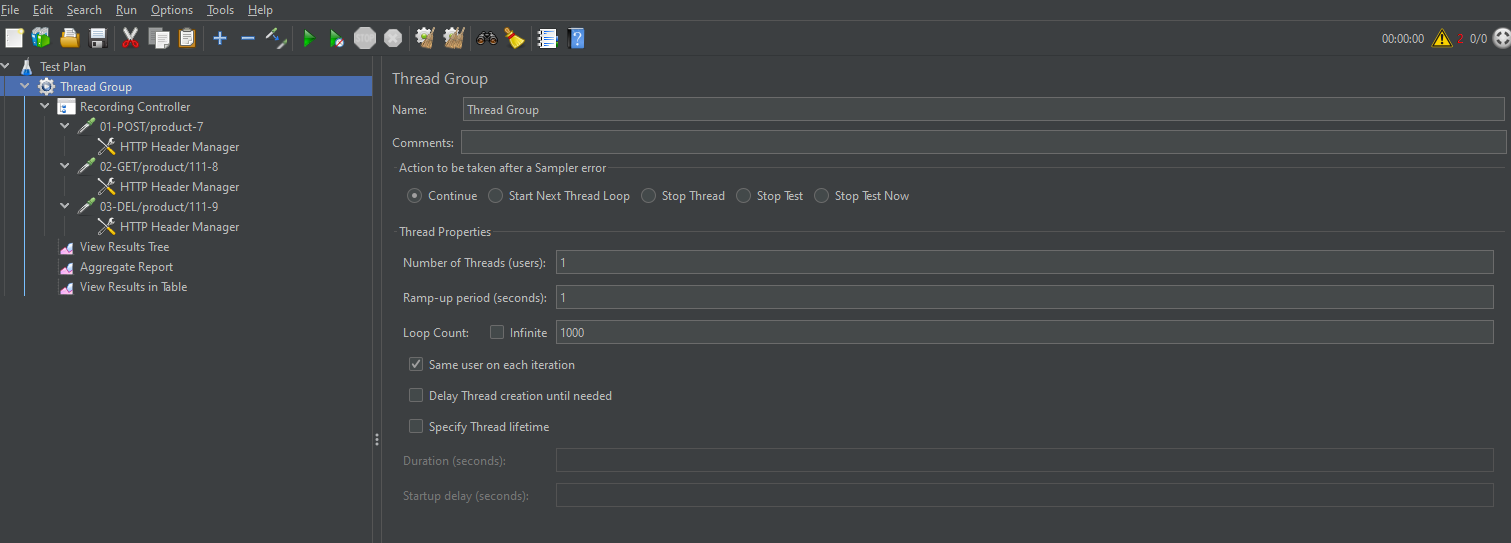 File Edit Search Run Options Tools Help
STOP 00:00:00 2 0/0
Test Plan
Thread Group
Recording Controller
01-POST/product-7
HTTP Header Manager
02-GET/product/111-8
HTTP Header Manager
03-DEL/product/111-9
HTTP Header Manager
View Results Tree
Aggregate Report
View Results in Table
Thread Group
Name: Thread Group
Comments:
Action to be taken after a Sampler error
Continue Start Next Thread Loop Stop Thread Stop Test Stop Test Now
Thread Properties
Number of Threads (users): 1
Ramp-up period (seconds): 1
Loop Count: Infinite 1000
Same user on each iteration
Delay Thread creation until needed
Specify Thread lifetime
Duration (seconds):
Startup delay (seconds):